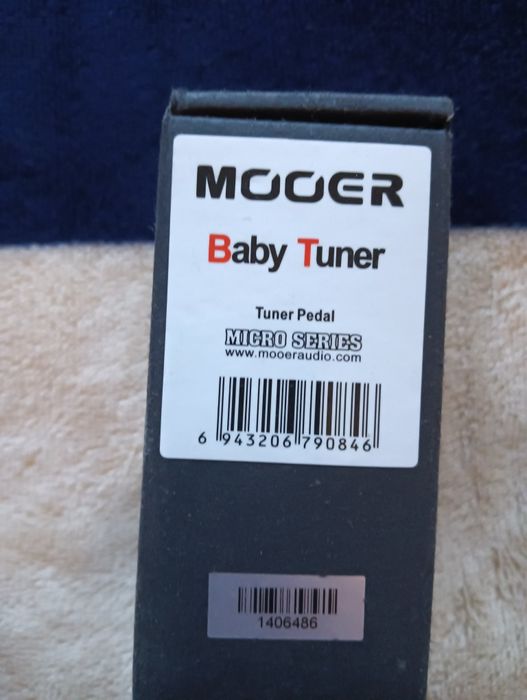 MOOER
Baby Tuner
Tuner Pedal
MICRO SERIES
www.mooeraudio.com
6 943206 790846
1406486